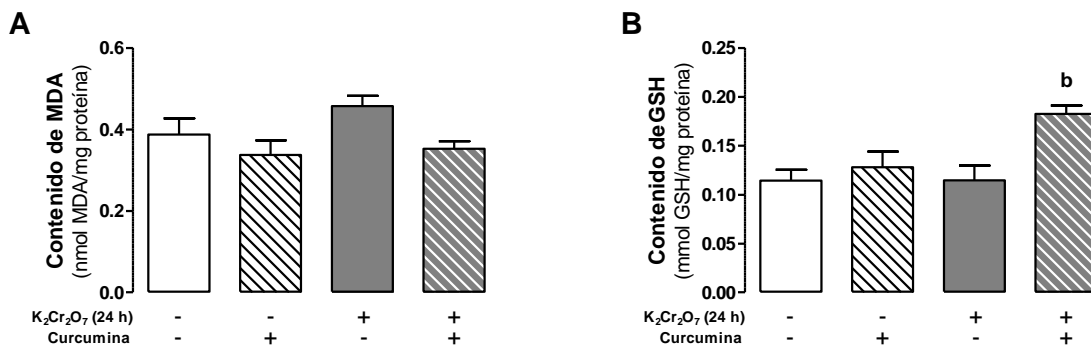 A
Contenido de MDA
(nmol MDA/mg proteína)
0.6
0.4
0.2
0.0
K₂Cr₂O₇ (24 h) - - + +
Curcumina - + - +
B
Contenido deGSH
(mmol GSH/mg proteína)
0.25
0.20
0.15
0.10
0.05
0.00
b
K₂Cr₂O₇ (24 h) - - + +
Curcumina - + - +